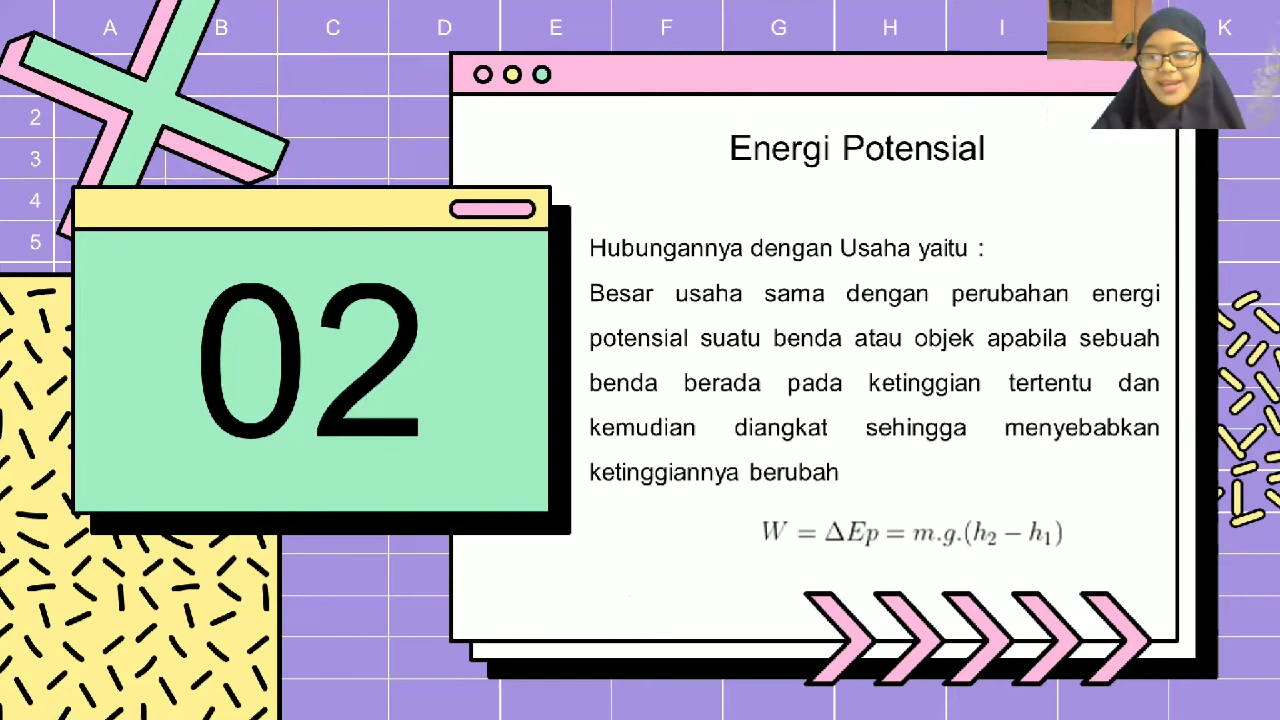 A B C D E F G H I K
2
3
4
5
02
Energi Potensial
Hubungannya dengan Usaha yaitu :
Besar usaha sama dengan perubahan energi
potensial suatu benda atau objek apabila sebuah
benda berada pada ketinggian tertentu dan
kemudian diangkat sehingga menyebabkan
ketinggiannya berubah
W = ΔEp = m.g.(h₂ − h₁)